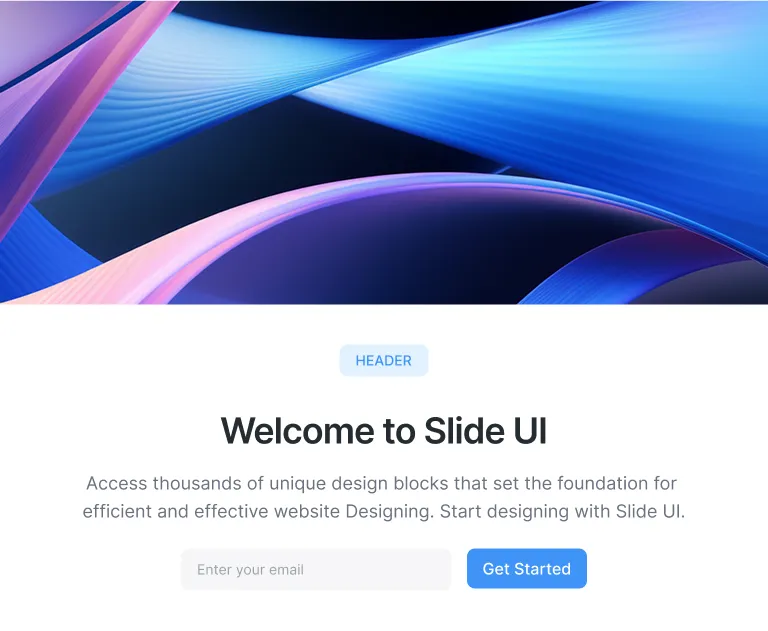 HEADER
Welcome to Slide UI
Access thousands of unique design blocks that set the foundation for
efficient and effective website Designing. Start designing with Slide UI.
Enter your email
Get Started